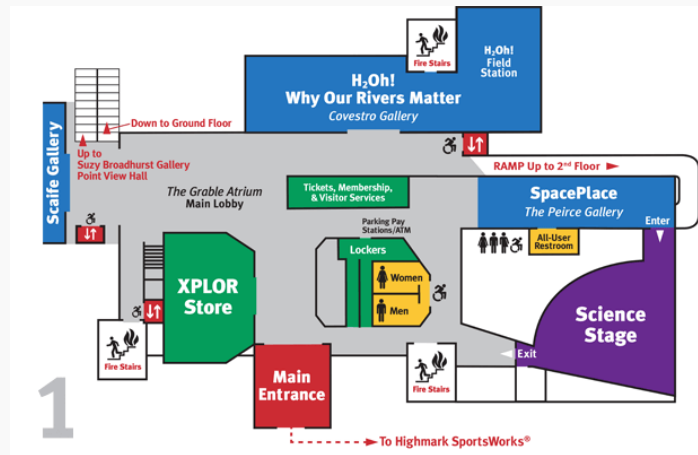 Fire Stairs
H₂Oh!
Field
Station
H₂Oh!
Why Our Rivers Matter
Covestro Gallery
Scaife Gallery
Down to Ground Floor
Up to
Suzy Broadhurst Gallery
Point View Hall
RAMP Up to 2nd Floor
The Grable Atrium
Main Lobby
Tickets, Membership,
& Visitor Services
SpacePlace
The Peirce Gallery
Enter
Parking Pay
Stations/ATM
Lockers
All-User
Restroom
Women
Men
XPLOR
Store
Science
Stage
Exit
Fire Stairs
Main
Entrance
Fire Stairs
1
To Highmark SportsWorks®